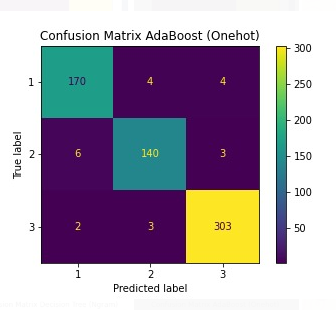 Confusion Matrix AdaBoost (Onehot)
300
250
200
150
100
50
True label
1
2
3
170 4 4
6 140 3
2 3 303
1 2 3
Predicted label